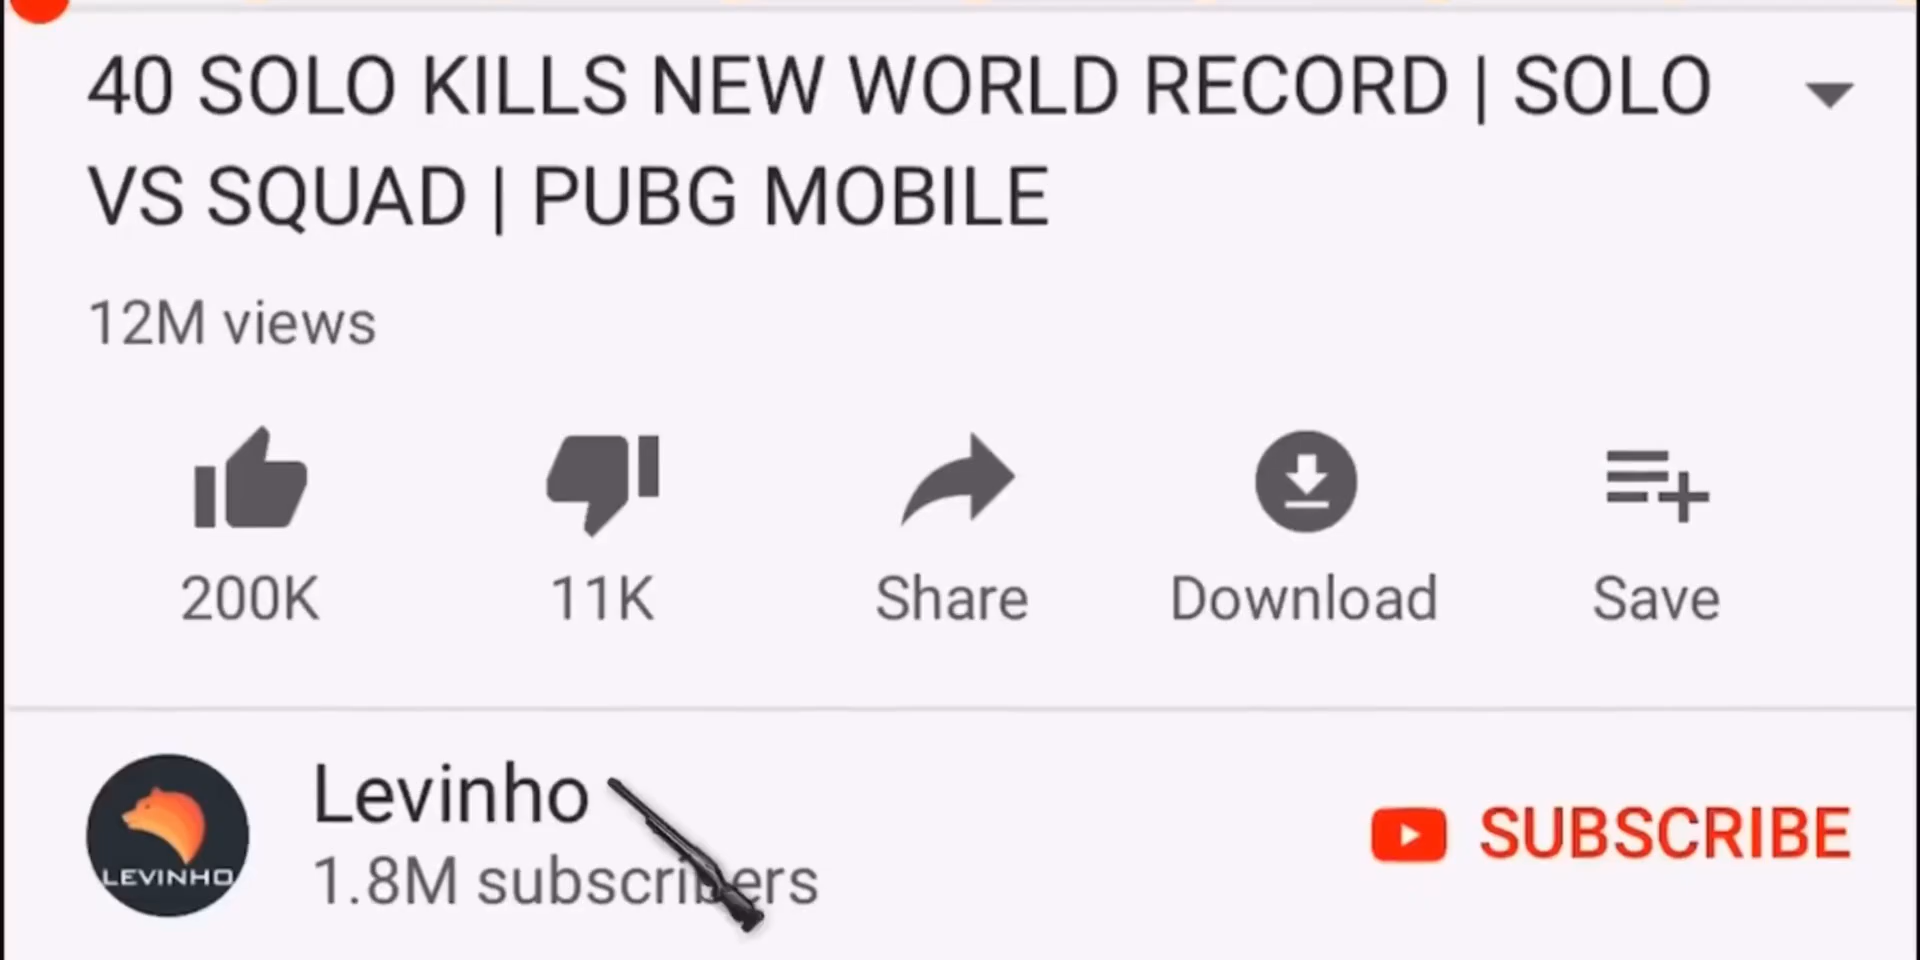 40 SOLO KILLS NEW WORLD RECORD | SOLO
VS SQUAD | PUBG MOBILE
12M views
200K
11K
Share
Download
Save
LEVINHO
Levinho
1.8M subscribers
SUBSCRIBE